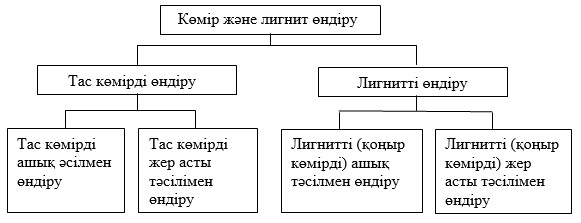 Көмір және лигнит өндіру
Тас көмірді өндіру
Лигнитті өндіру
Тас көмірді
ашық әсілмен
өндіру
Тас көмірді
жер асты
тәсілімен
өндіру
Лигнитті (қоңыр
көмірді) ашық
тәсілмен өндіру
Лигнитті (қоңыр
көмірді) жер
асты тәсілімен
өндіру